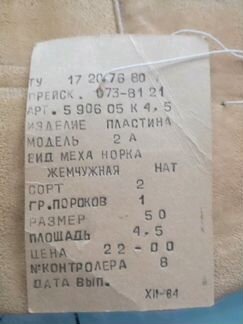 ТУ 17 20 76 80
ПРЕЙСК. 073-81 21
АРТ. 5 906 05 К 4,5
ИЗДЕЛИЕ ПЛАСТИНА
МОДЕЛЬ 2 А
ВИД МЕХА НОРКА
ЖЕМЧУЖНАЯ НАТ
СОРТ 2
ГР.ПОРОКОВ 1
РАЗМЕР 50
ПЛОЩАДЬ 4,5
ЦЕНА 22-00
№КОНТРОЛЕРА 8
ДАТА ВЫП.
XII-84